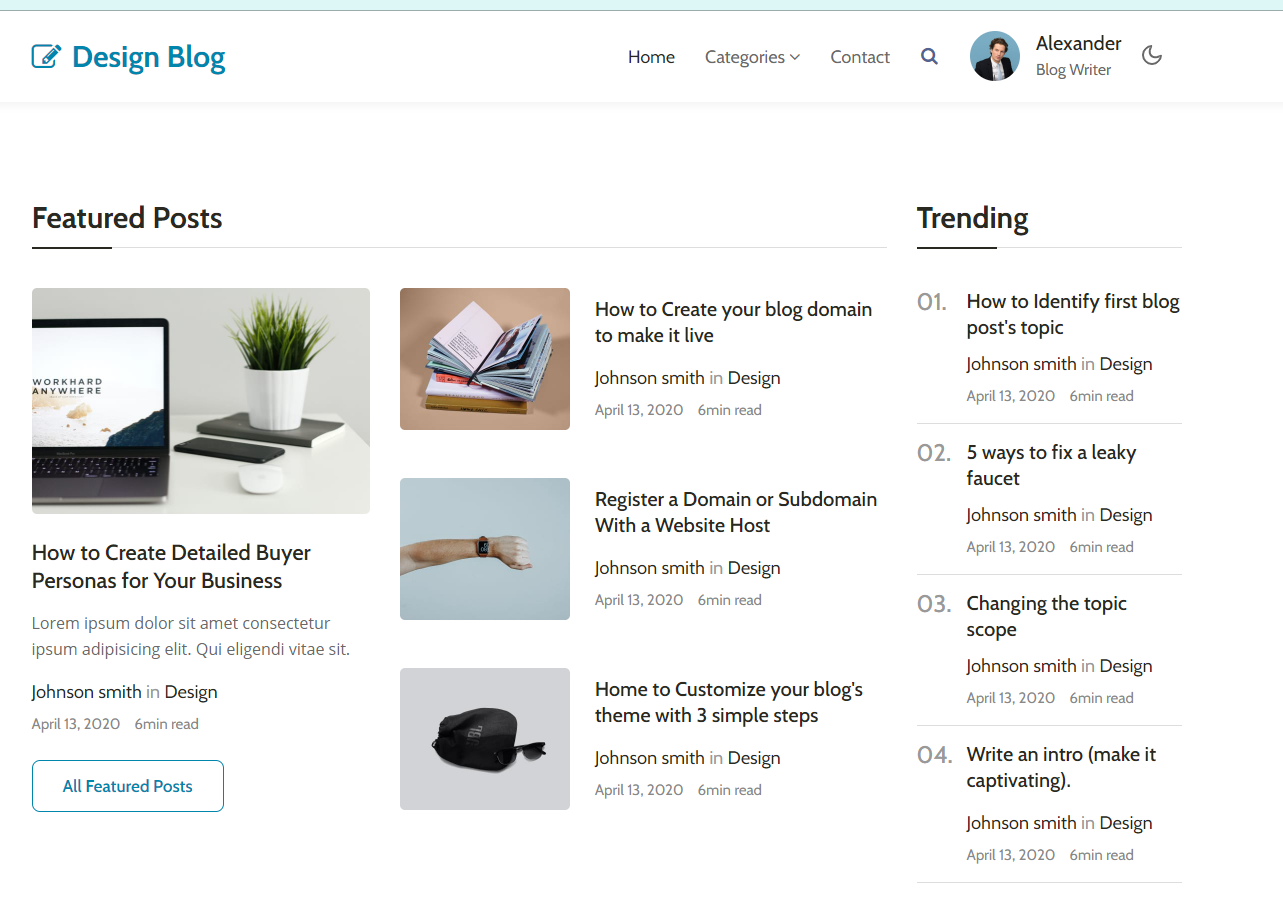 Design Blog
Home
Categories
Contact
Alexander
Blog Writer
Featured Posts
WORKHARD
ANYWHERE
How to Create Detailed Buyer
Personas for Your Business
Lorem ipsum dolor sit amet consectetur
ipsum adipisicing elit. Qui eligendi vitae sit.
Johnson smith in Design
April 13, 2020 6min read
All Featured Posts
How to Create your blog domain
to make it live
Johnson smith in Design
April 13, 2020 6min read
Register a Domain or Subdomain
With a Website Host
Johnson smith in Design
April 13, 2020 6min read
JBL
Home to Customize your blog's
theme with 3 simple steps
Johnson smith in Design
April 13, 2020 6min read
Trending
01. How to Identify first blog
post's topic
Johnson smith in Design
April 13, 2020 6min read
02. 5 ways to fix a leaky
faucet
Johnson smith in Design
April 13, 2020 6min read
03. Changing the topic
scope
Johnson smith in Design
April 13, 2020 6min read
04. Write an intro (make it
captivating).
Johnson smith in Design
April 13, 2020 6min read